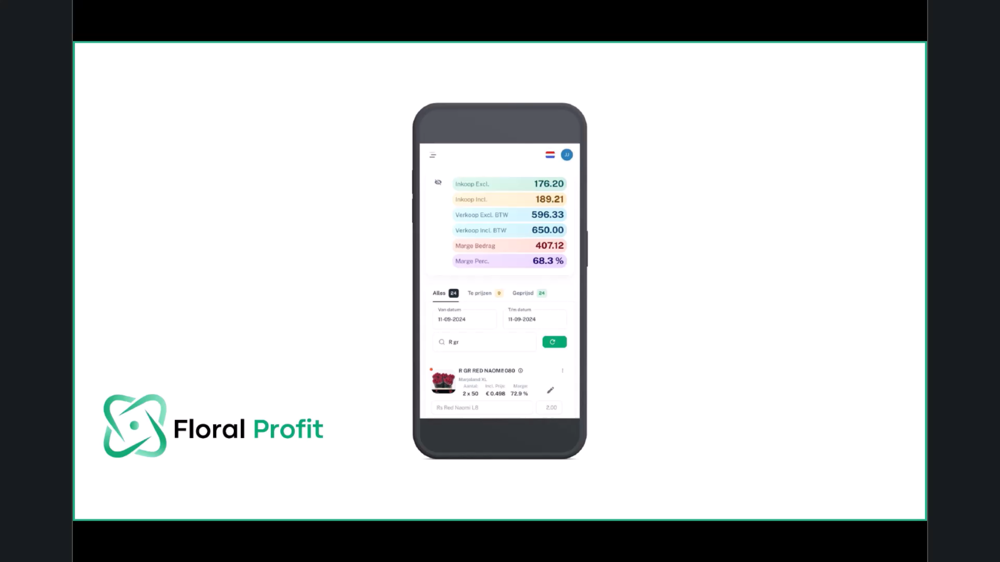 JJ
Inkoop Excl. 176.20
Inkoop Incl. 189.21
Verkoop Excl. BTW 596.33
Verkoop Incl. BTW 650.00
Marge Bedrag 407.12
Marge Perc. 68.3 %
Alles 24 Te prijzen 0 Geprijsd 24
Van datum T/m datum
11-09-2024 11-09-2024
R gr
R GR RED NAOMI! 080
Marjoland XL
Aantal: Incl. Prijs: Marge:
2 x 50 € 0.498 72.9 %
Rs Red Naomi L8 2.00
Floral Profit